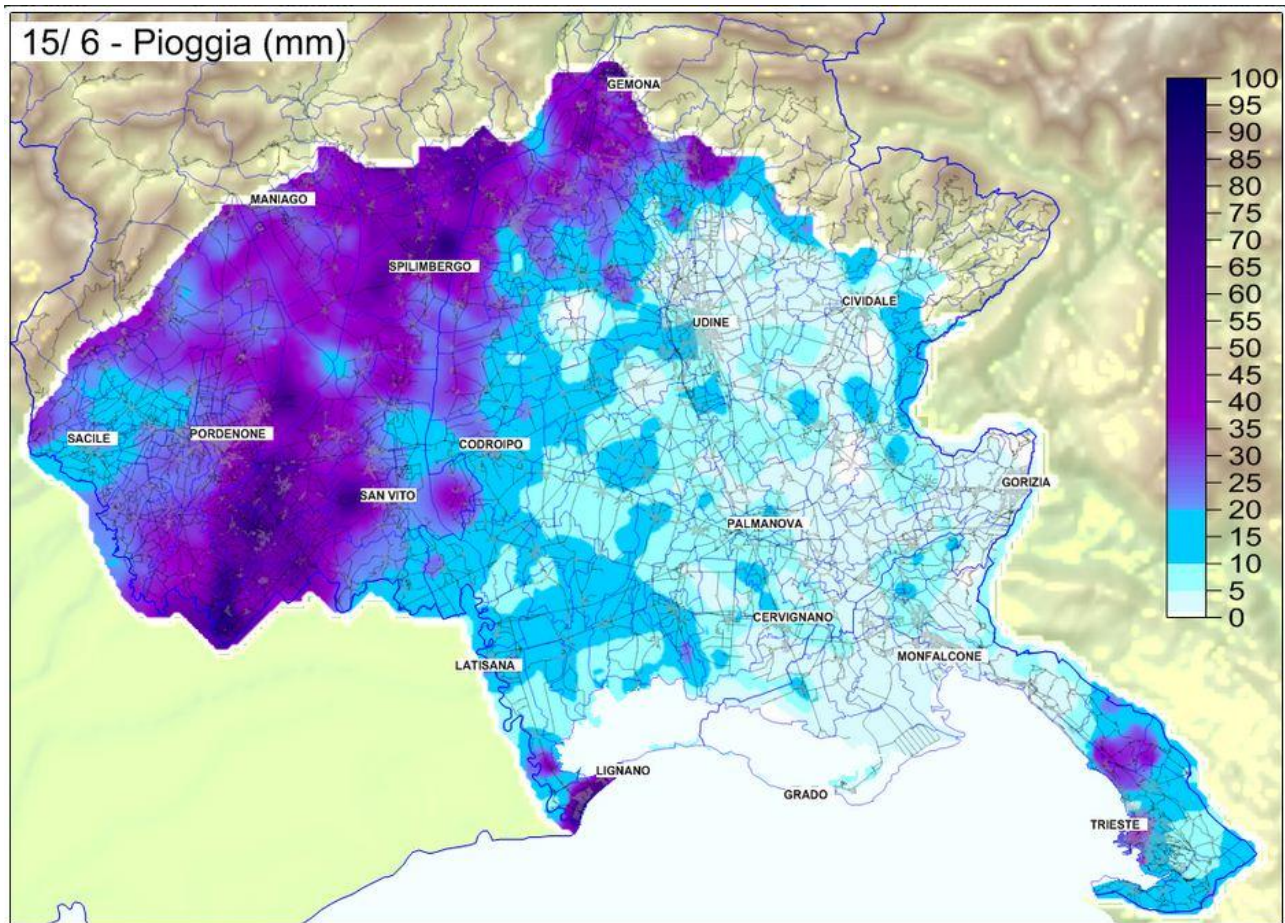 15/ 6 - Pioggia (mm)
GEMONA
100
95
90
85
80
75
70
65
60
55
50
45
40
35
30
25
20
15
10
5
0
MANIAGO
SPILIMBERGO
CIVIDALE
UDINE
SACILE
PORDENONE
CODROIPO
GORIZIA
SAN VITO
PALMANOVA
CERVIGNANO
MONFALCONE
LATISANA
LIGNANO
GRADO
TRIESTE